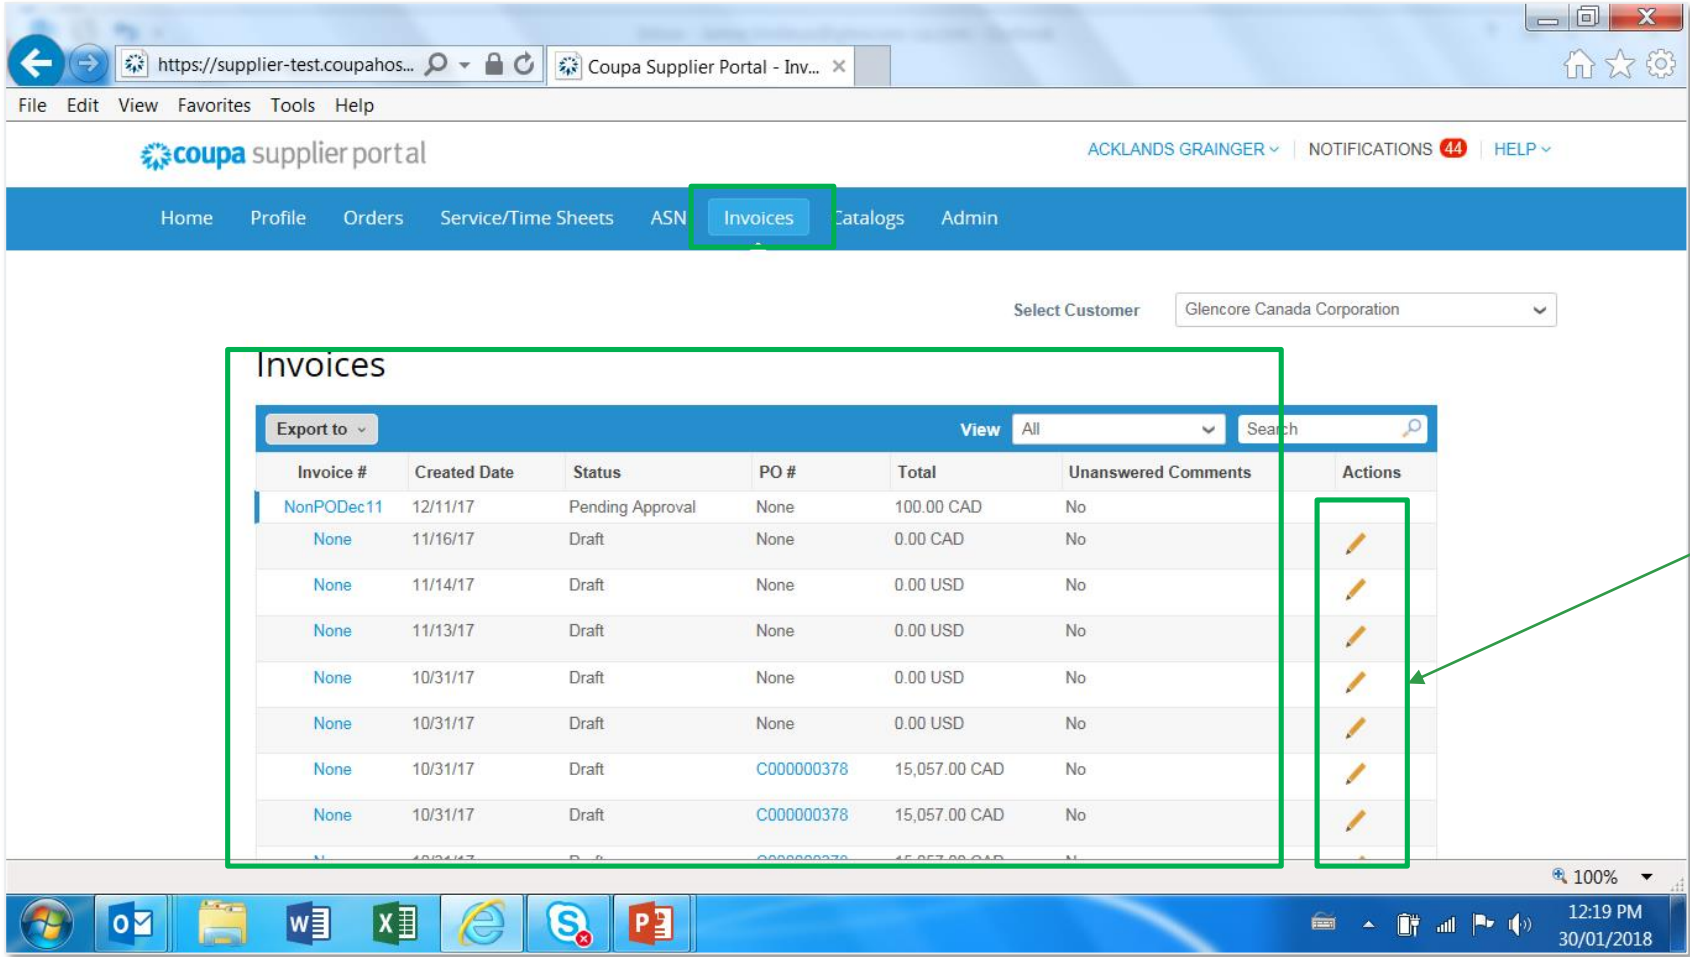 https://supplier-test.coupahos...
Coupa Supplier Portal - Inv...
File Edit View Favorites Tools Help
coupa supplier portal
ACKLANDS GRAINGER
NOTIFICATIONS 44
HELP
Home Profile Orders Service/Time Sheets ASN Invoices Catalogs Admin
Select Customer Glencore Canada Corporation
Invoices
Export to View All Search
Invoice # Created Date Status PO # Total Unanswered Comments Actions
NonPODec11 12/11/17 Pending Approval None 100.00 CAD No
None 11/16/17 Draft None 0.00 CAD No
None 11/14/17 Draft None 0.00 USD No
None 11/13/17 Draft None 0.00 USD No
None 10/31/17 Draft None 0.00 USD No
None 10/31/17 Draft None 0.00 USD No
None 10/31/17 Draft C000000378 15,057.00 CAD No
None 10/31/17 Draft C000000378 15,057.00 CAD No
100%
12:19 PM
30/01/2018